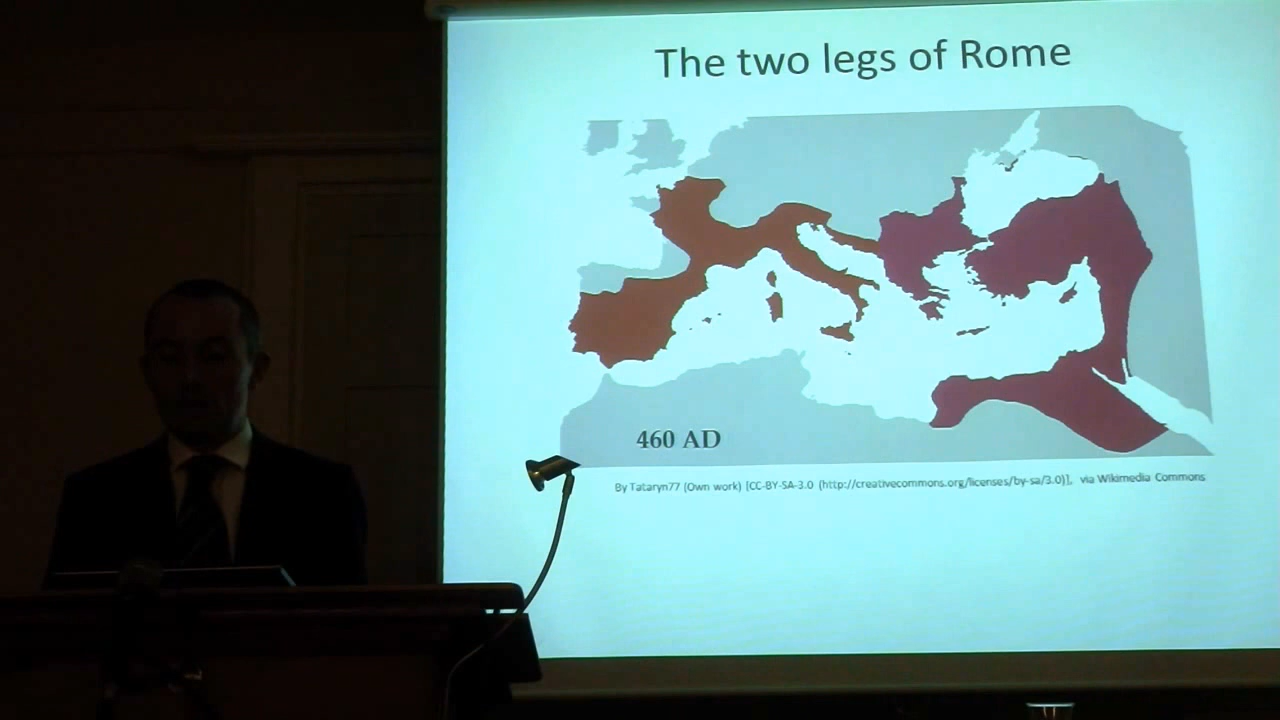 The two legs of Rome
460 AD
By Tataryn77 (Own work) [CC-BY-SA-3.0 (http://creativecommons.org/licenses/by-sa/3.0)], via Wikimedia Commons